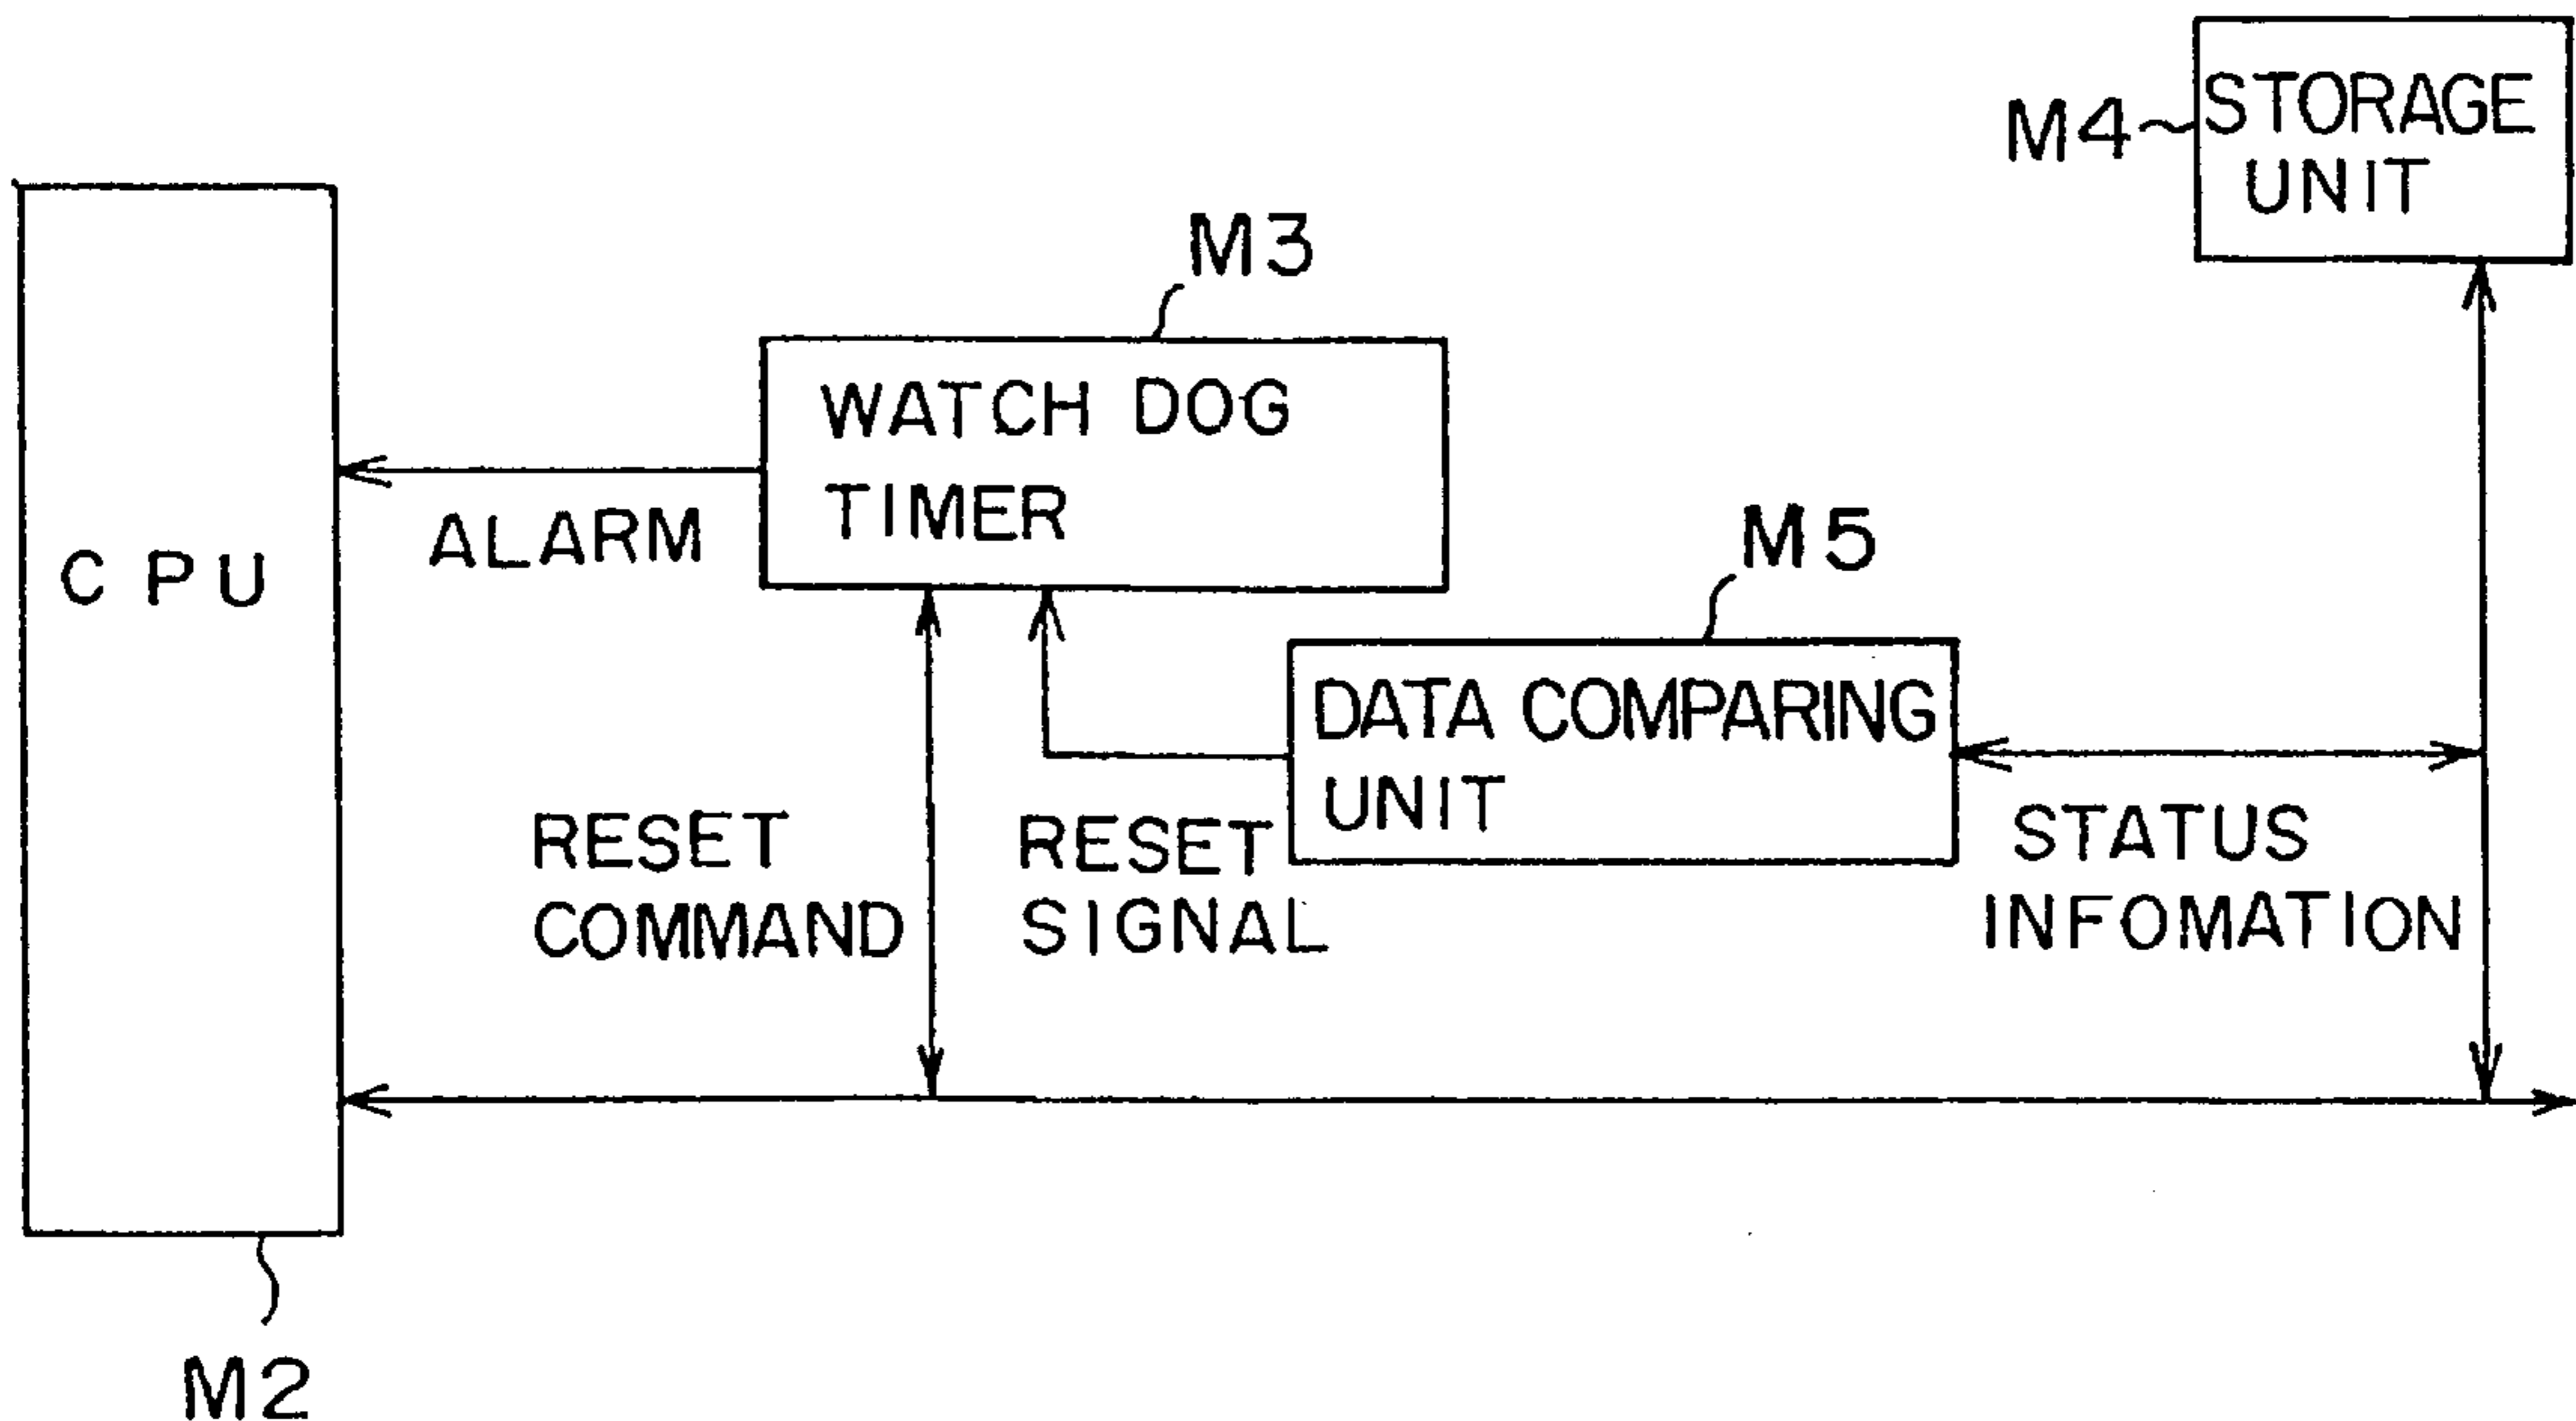 M4
STORAGE
UNIT
M3
WATCH DOG
TIMER
ALARM
CPU
M5
DATA COMPARING
UNIT
RESET
COMMAND
RESET
SIGNAL
STATUS
INFOMATION
M2